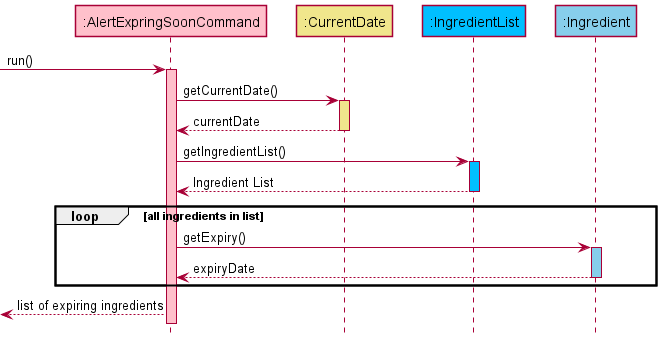 :AlertExpringSoonCommand :CurrentDate :IngredientList :Ingredient
run()
getCurrentDate()
currentDate
getIngredientList()
Ingredient List
loop [all ingredients in list]
getExpiry()
expiryDate
list of expiring ingredients